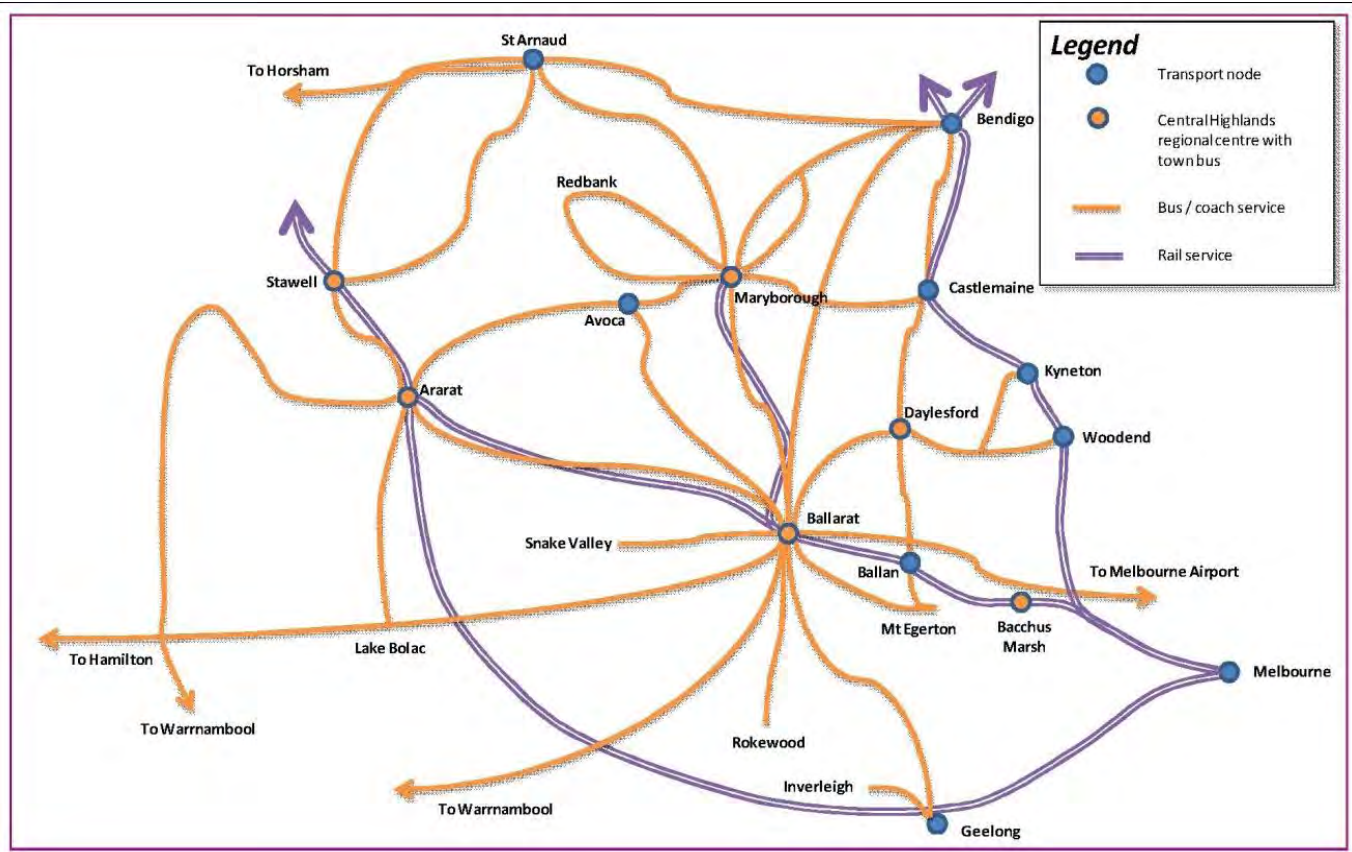 Legend
Transport node
Central Highlands
regional centre with
town bus
Bus / coach service
Rail service
St Arnaud
To Horsham
Bendigo
Redbank
Stawell
Maryborough
Castlemaine
Avoca
Kyneton
Ararat
Daylesford
Woodend
Ballarat
Snake Valley
Ballan
To Melbourne Airport
Mt Egerton
Bacchus
Marsh
To Hamilton
Lake Bolac
Melbourne
To Warrnambool
Rokewood
Inverleigh
To Warrnambool
Geelong